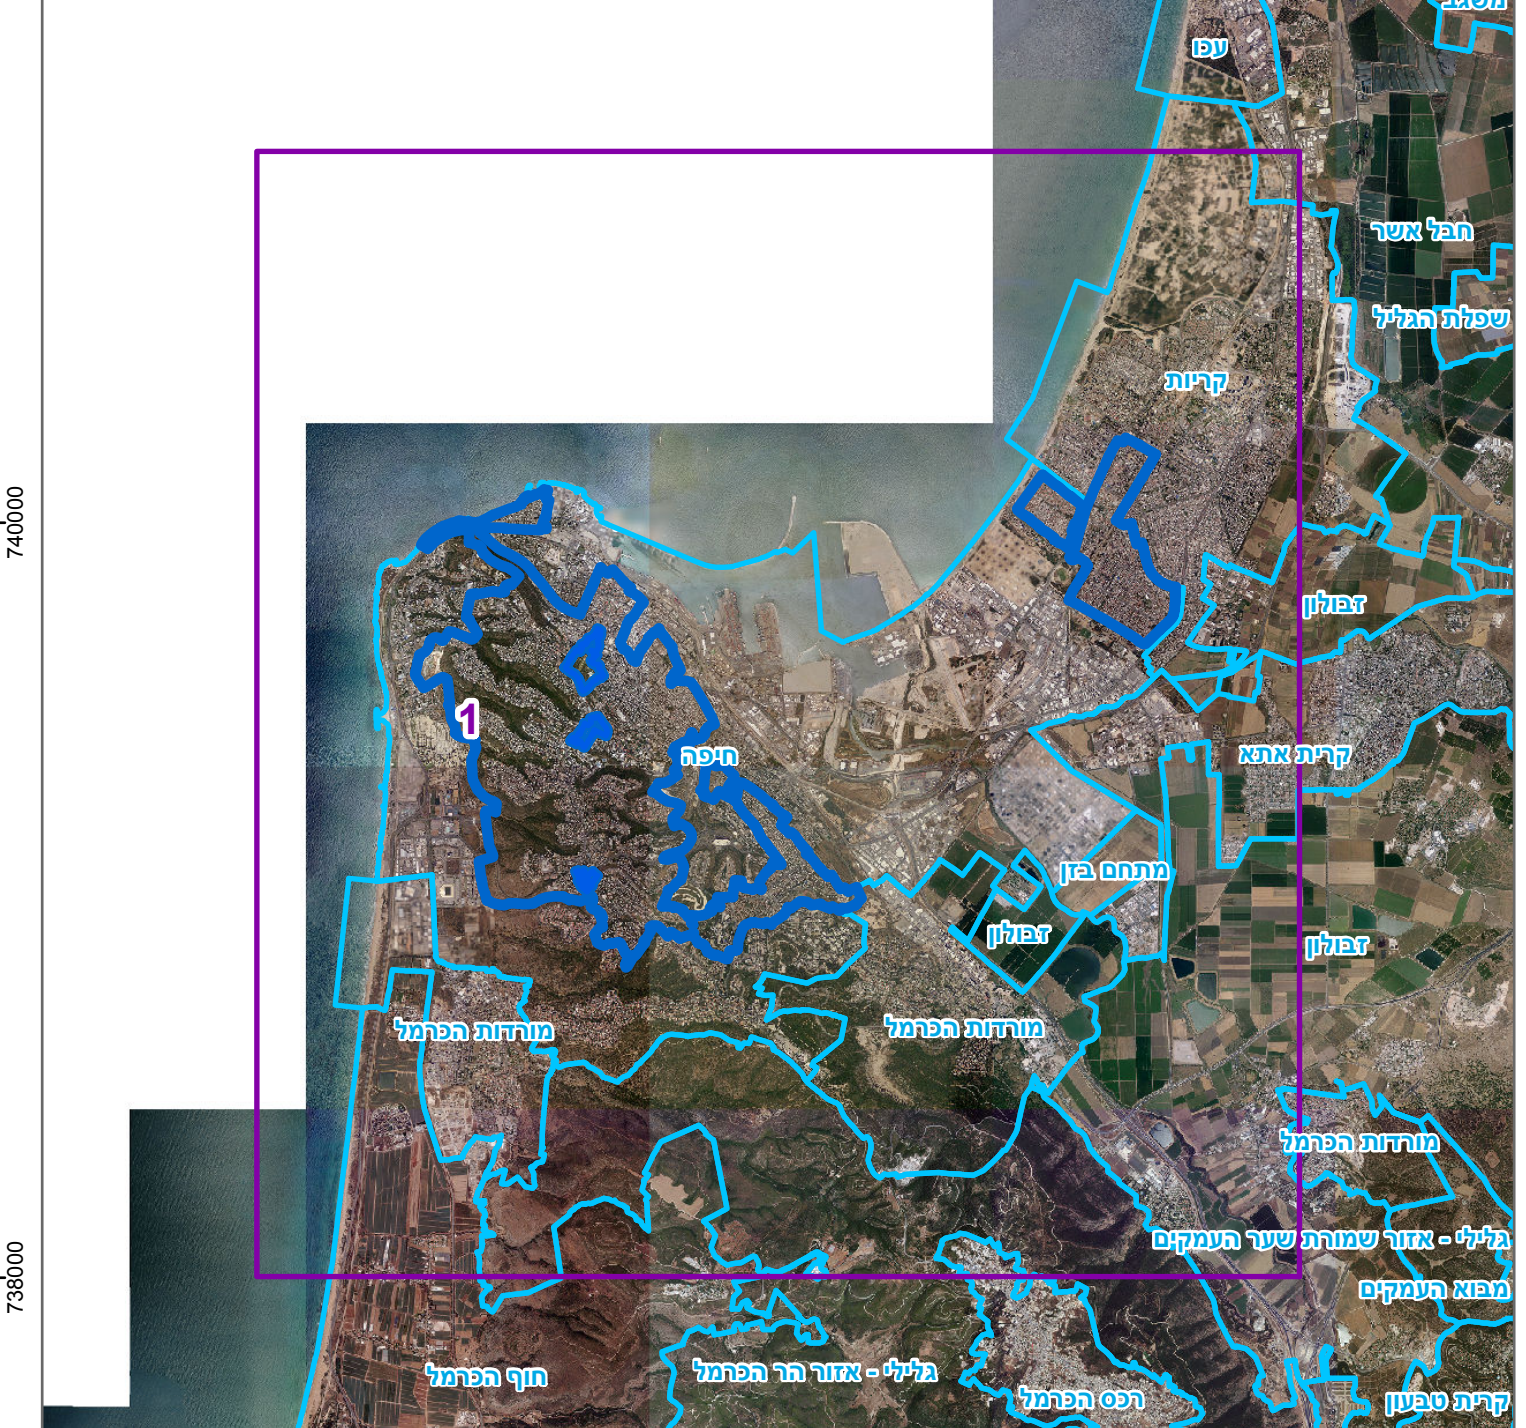 משגב
עכו
חבל אשר
שפלת הגליל
קריות
740000
זבולון
1
חיפה
קרית אתא
מתחם בזן
זבולון
זבולון
מורדות הכרמל
מורדות הכרמל
מורדות הכרמל
גלילי - אזור שמורת שער העמקים
738000
מבוא העמקים
חוף הכרמל
גלילי - אזור הר הכרמל
רכס הכרמל
קרית טבעון